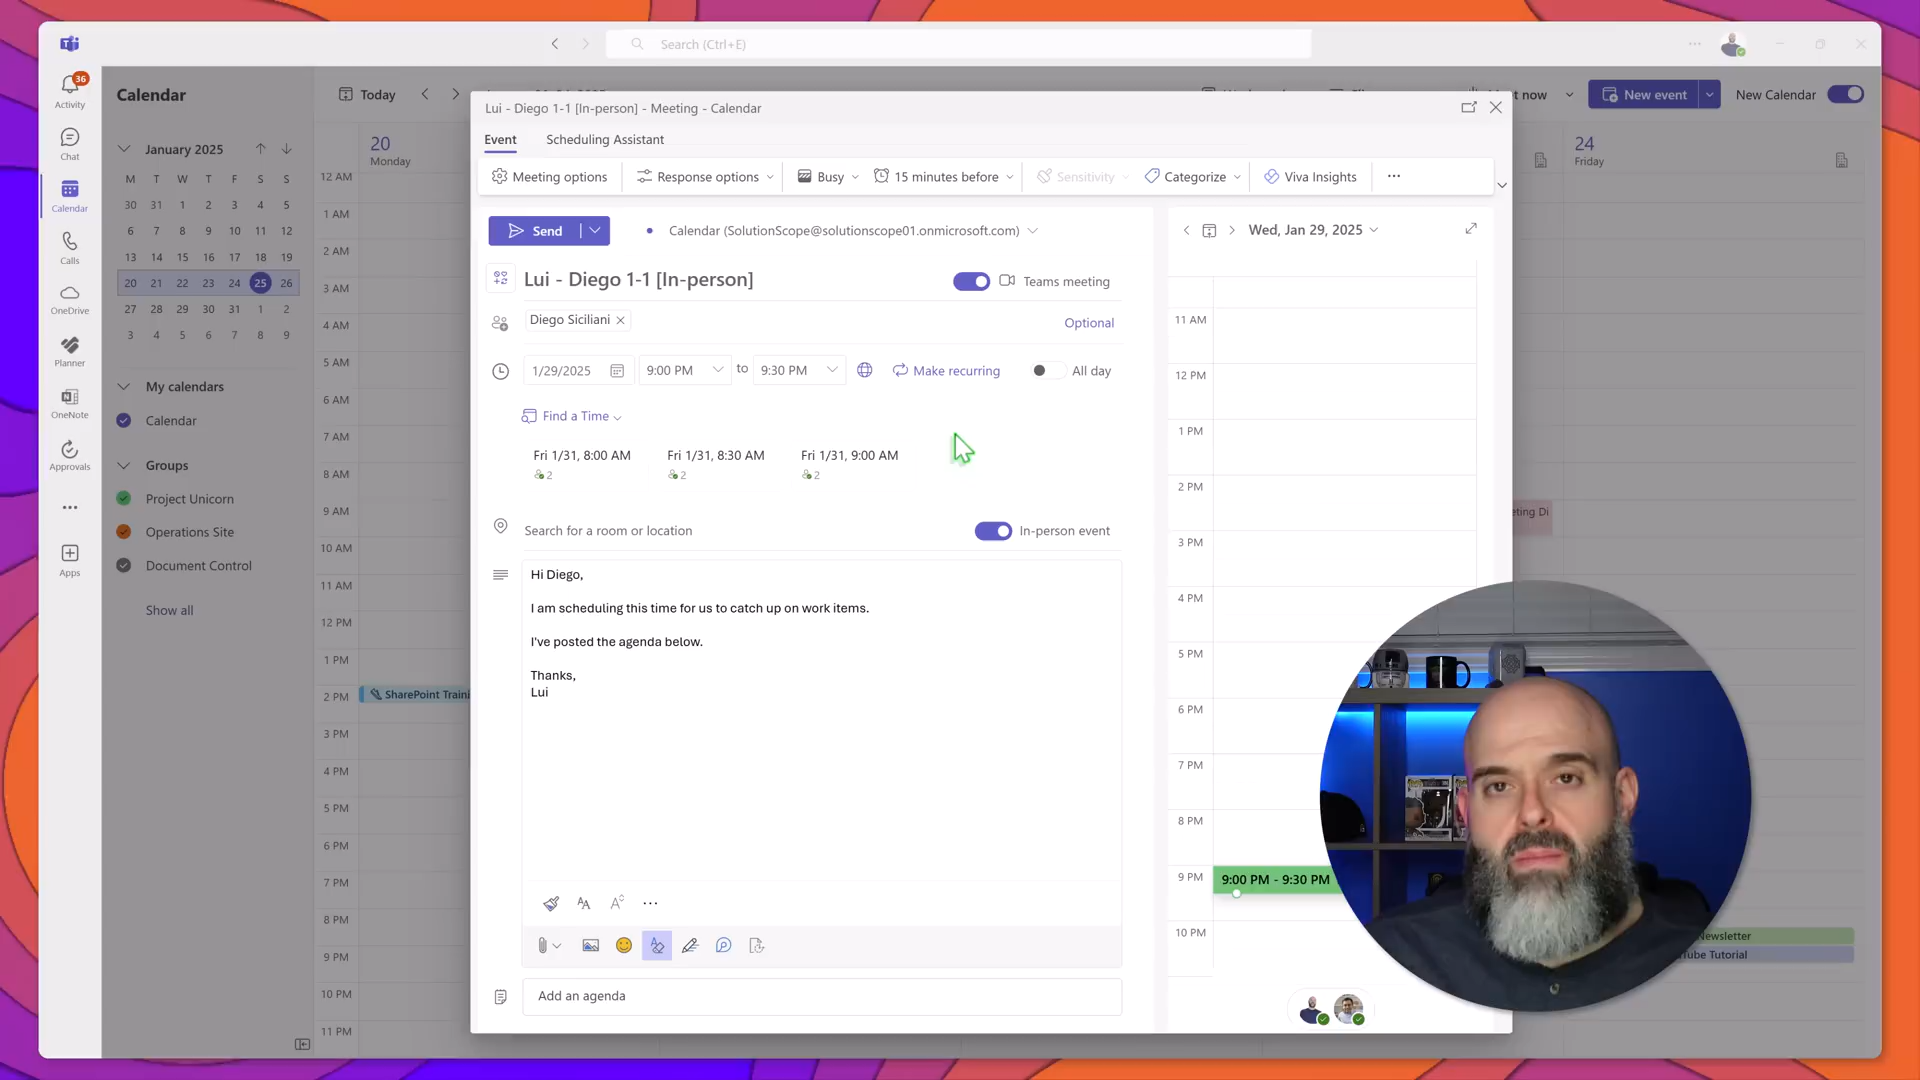 Search (Ctrl+E)
36
Activity
Chat
Calendar
Calls
OneDrive
Planner
OneNote
Approvals
Apps
Calendar
Today
now
New event
New Calendar
January 2025
M T W T F S S
30 31 1 2 3 4 5
6 7 8 9 10 11 12
13 14 15 16 17 18 19
20 21 22 23 24 25 26
27 28 29 30 31 1 2
3 4 5 6 7 8 9
My calendars
Calendar
Groups
Project Unicorn
Operations Site
Document Control
Show all
20
Monday
24
Friday
12 AM
1 AM
2 AM
3 AM
4 AM
5 AM
6 AM
7 AM
8 AM
9 AM
10 AM
11 AM
12 PM
1 PM
2 PM
3 PM
4 PM
5 PM
6 PM
7 PM
8 PM
9 PM
10 PM
11 PM
SharePoint Traini
Lui - Diego 1-1 [In-person] - Meeting - Calendar
Event
Scheduling Assistant
Meeting options
Response options
Busy
15 minutes before
Sensitivity
Categorize
Viva Insights
Send
Calendar (SolutionScope@solutionscope01.onmicrosoft.com)
Lui - Diego 1-1 [In-person]
Teams meeting
Diego Siciliani
Optional
1/29/2025
9:00 PM
to
9:30 PM
Make recurring
All day
Find a Time
Fri 1/31, 8:00 AM
2
Fri 1/31, 8:30 AM
2
Fri 1/31, 9:00 AM
2
Search for a room or location
In-person event
Hi Diego,
I am scheduling this time for us to catch up on work items.
I've posted the agenda below.
Thanks,
Lui
Add an agenda
Wed, Jan 29, 2025
11 AM
12 PM
1 PM
2 PM
3 PM
4 PM
5 PM
6 PM
7 PM
8 PM
9 PM
10 PM
9:00 PM - 9:30 PM
eting Di
Newsletter
Tube Tutorial